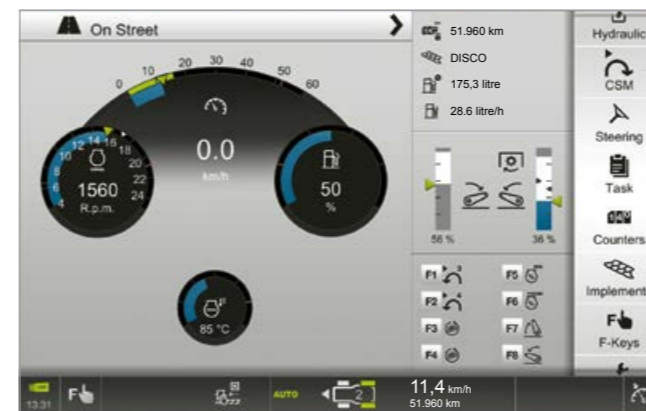 On Street
0 10 20 30 40 50 60
0.0
km/h
4 6 8 10 12 14 16 18 20 22 24
1560
R.p.m.
50
%
85 °C
51.960 km
DISCO
175,3 litre
28.6 litre/h
56 %
36 %
F1
F5
F2
F6
F3
F7
F4
F8
Hydraulic
CSM
Steering
Task
Counters
Implement
F-Keys
13:31
F
AUTO
2
11,4 km/h
51.960 km